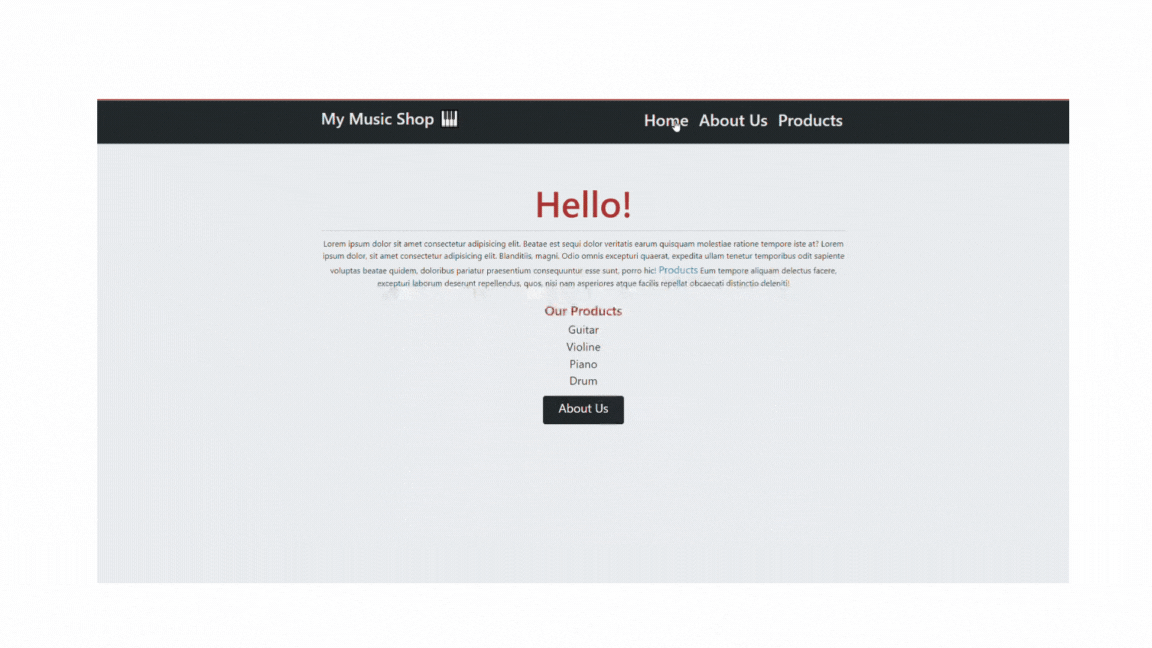 My Music Shop
Home About Us Products
Hello!
Lorem ipsum dolor sit amet consectetur adipisicing elit. Beatae est sequi dolor veritatis earum quisquam molestiae ratione tempore iste at? Lorem
ipsum dolor, sit amet consectetur adipisicing elit. Blanditiis, magni. Odio omnis excepturi quaerat, expedita ullam tenetur temporibus odit sapiente
voluptas beatae quidem, doloribus pariatur praesentium consequuntur esse sunt, porro hic! Products Eum tempore aliquam delectus facere,
excepturi laborum deserunt repellendus, quos, nisi nam asperiores atque facilis repellat obcaecati distinctio deleniti!
Our Products
Guitar
Violine
Piano
Drum
About Us